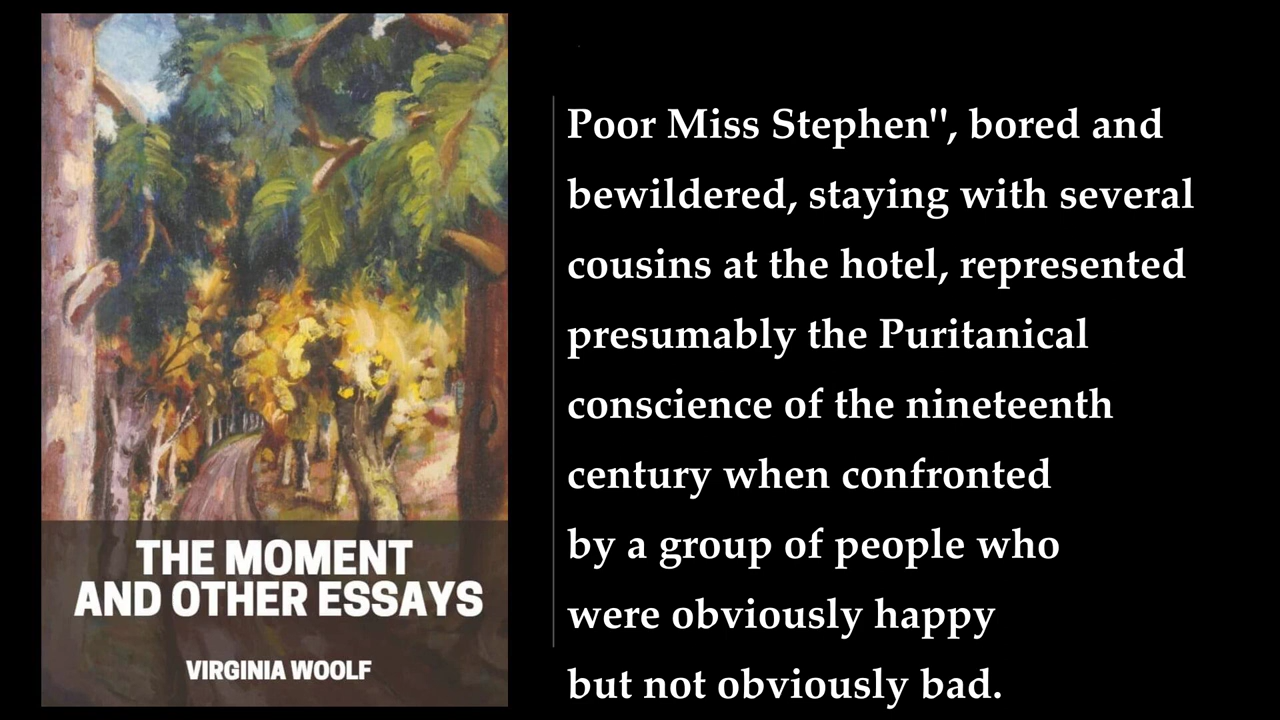 THE MOMENT
AND OTHER ESSAYS
VIRGINIA WOOLF
Poor Miss Stephen", bored and
bewildered, staying with several
cousins at the hotel, represented
presumably the Puritanical
conscience of the nineteenth
century when confronted
by a group of people who
were obviously happy
but not obviously bad.